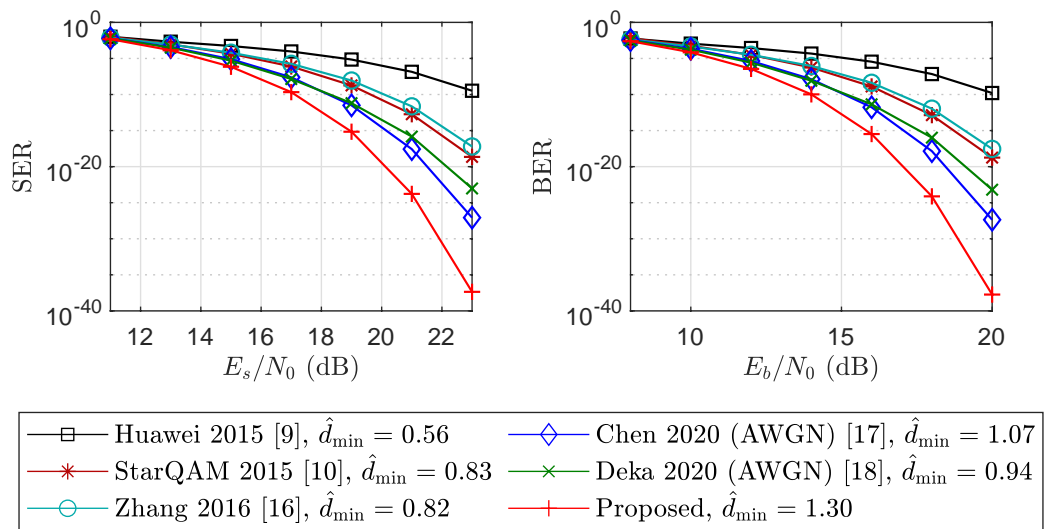 10^0
10^-20
10^-40
SER
12 14 16 18 20 22
E_s/N_0 (dB)
10^0
10^-20
10^-40
BER
10 15 20
E_b/N_0 (dB)
Huawei 2015 [9], d̂_min = 0.56
StarQAM 2015 [10], d̂_min = 0.83
Zhang 2016 [16], d̂_min = 0.82
Chen 2020 (AWGN) [17], d̂_min = 1.07
Deka 2020 (AWGN) [18], d̂_min = 0.94
Proposed, d̂_min = 1.30